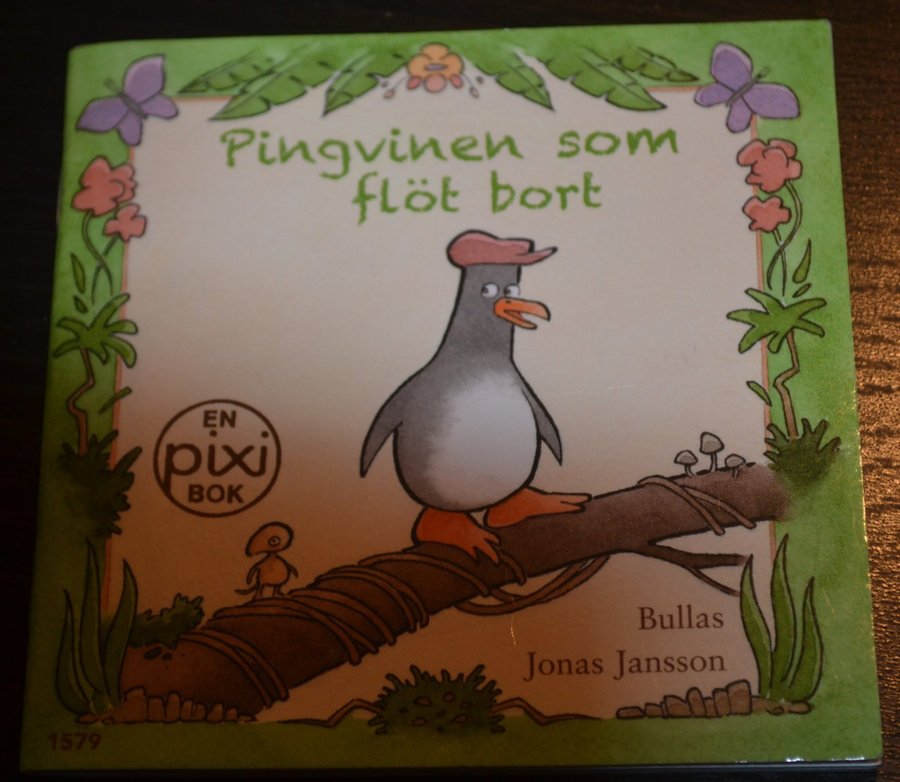 Pingvinen som
flöt bort
EN
pixi
BOK
Bullas
Jonas Jansson
1579